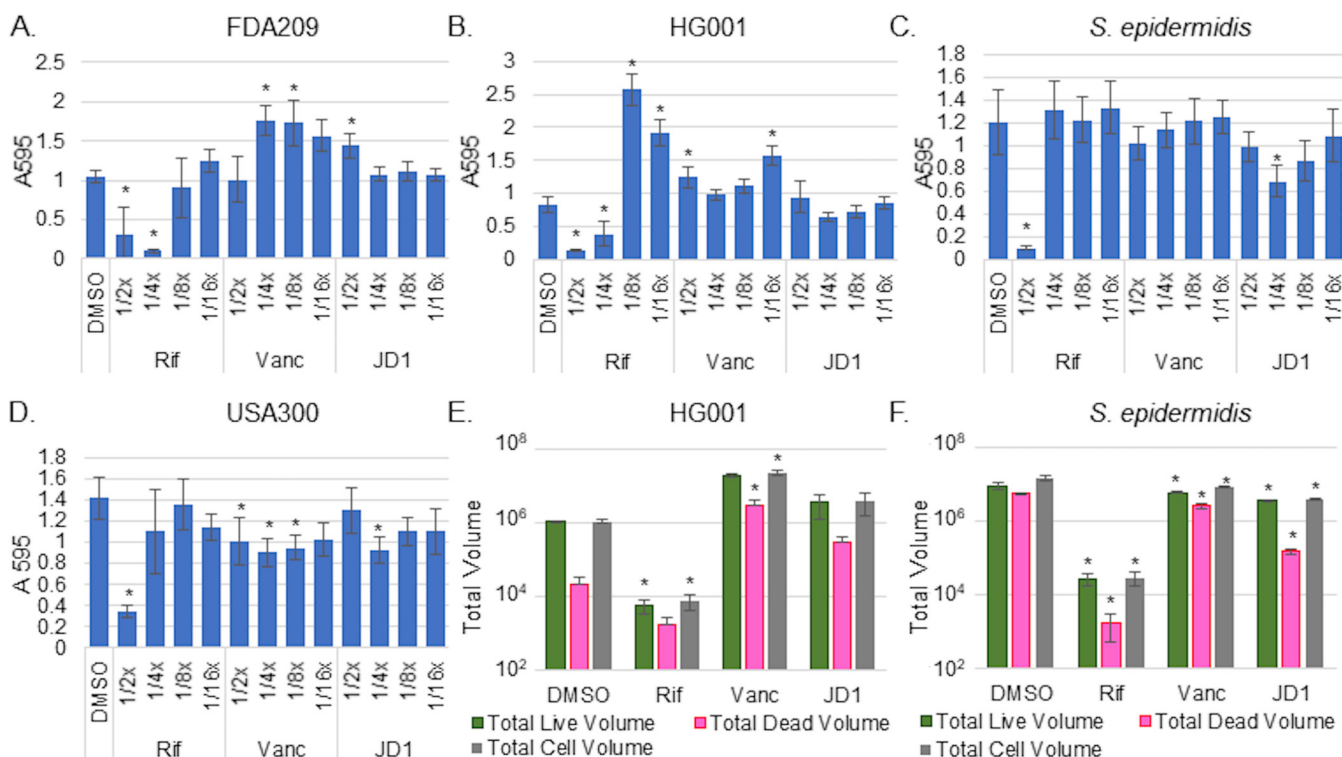 A. FDA209
A595
2.5
2
1.5
1
0.5
0
* * * * *
DMSO 1/2x 1/4x 1/8x 1/16x 1/2x 1/4x 1/8x 1/16x 1/2x 1/4x 1/8x 1/16x
Rif Vanc JD1
B. HG001
A595
3
2.5
2
1.5
1
0.5
0
* * * * * *
DMSO 1/2x 1/4x 1/8x 1/16x 1/2x 1/4x 1/8x 1/16x 1/2x 1/4x 1/8x 1/16x
Rif Vanc JD1
C. S. epidermidis
A595
1.8
1.6
1.4
1.2
1
0.8
0.6
0.4
0.2
0
* *
DMSO 1/2x 1/4x 1/8x 1/16x 1/2x 1/4x 1/8x 1/16x 1/2x 1/4x 1/8x 1/16x
Rif Vanc JD1
D. USA300
A 595
1.8
1.6
1.4
1.2
1
0.8
0.6
0.4
0.2
0
* * * * *
DMSO 1/2x 1/4x 1/8x 1/16x 1/2x 1/4x 1/8x 1/16x 1/2x 1/4x 1/8x 1/16x
Rif Vanc JD1
E. HG001
Total Volume
10⁸
10⁶
10⁴
10²
* * * *
DMSO Rif Vanc JD1
Total Live Volume Total Dead Volume
Total Cell Volume
F. S. epidermidis
Total Volume
10⁸
10⁶
10⁴
10²
* * * * * * * * *
DMSO Rif Vanc JD1
Total Live Volume Total Dead Volume
Total Cell Volume